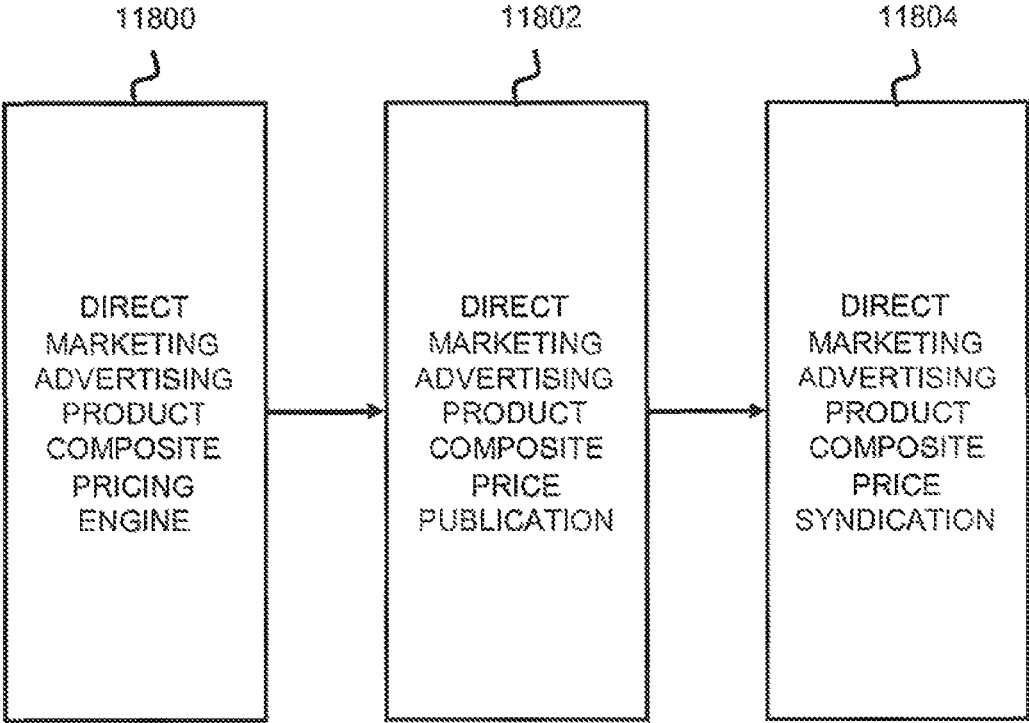 11800
11802
11804
DIRECT
MARKETING
ADVERTISING
PRODUCT
COMPOSITE
PRICING
ENGINE
DIRECT
MARKETING
ADVERTISING
PRODUCT
COMPOSITE
PRICE
PUBLICATION
DIRECT
MARKETING
ADVERTISING
PRODUCT
COMPOSITE
PRICE
SYNDICATION